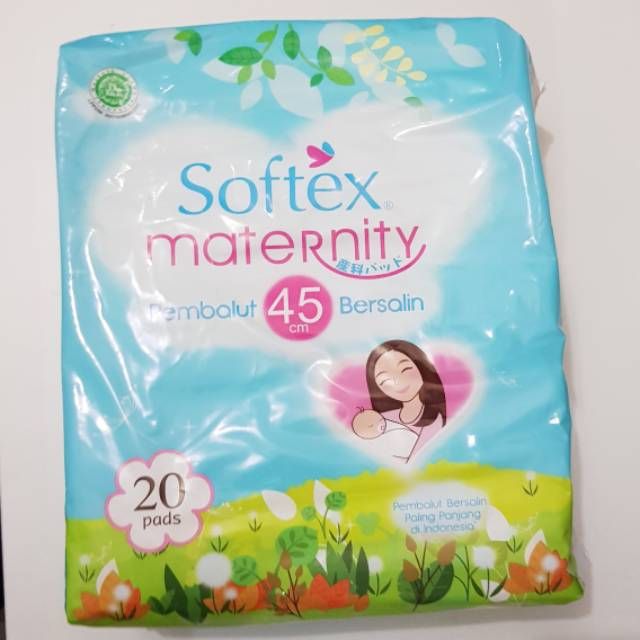 Softex®
maternity
産科パッド
Pembalut 45 cm Bersalin
20
pads
Pembalut Bersalin
Paling Panjang
di Indonesia